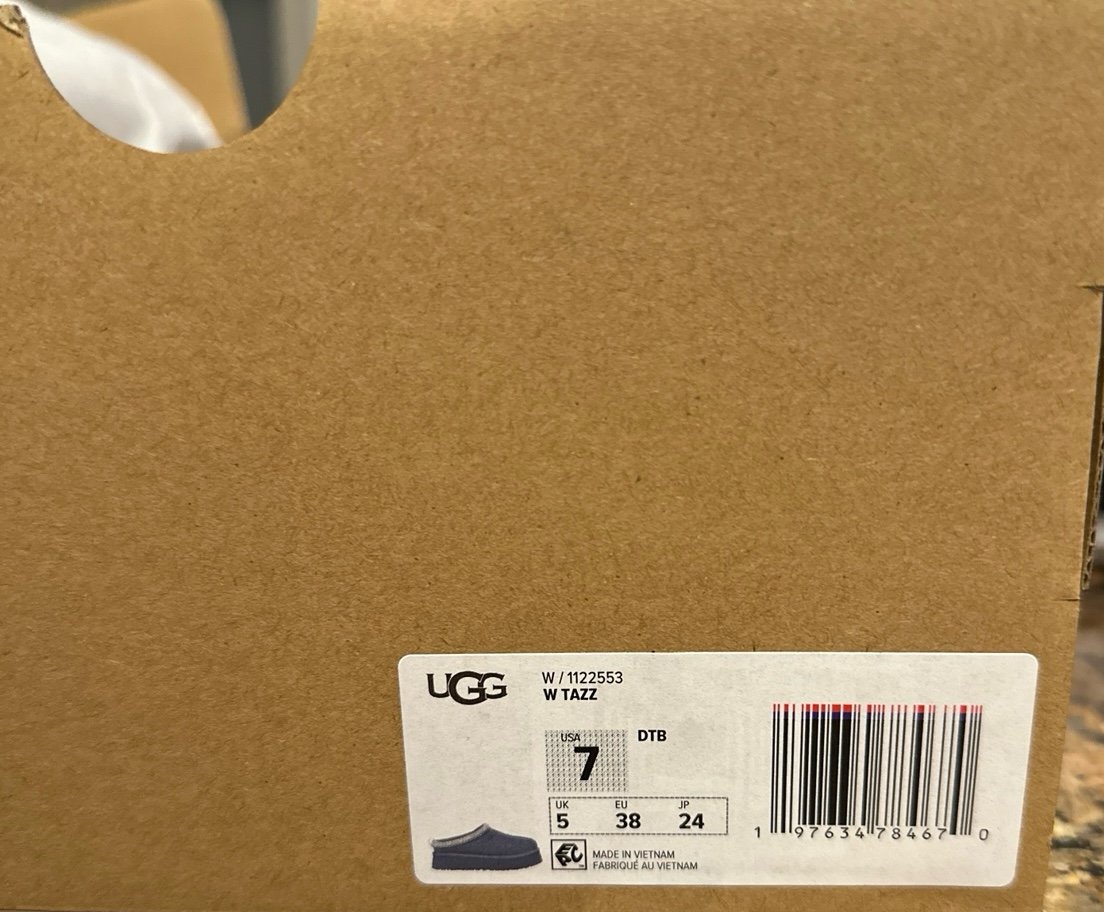 UGG
W / 1122553
W TAZZ
USA
7
DTB
UK EU JP
5 38 24
MADE IN VIETNAM
FABRIQUÉ AU VIETNAM
1 97634 78467 0